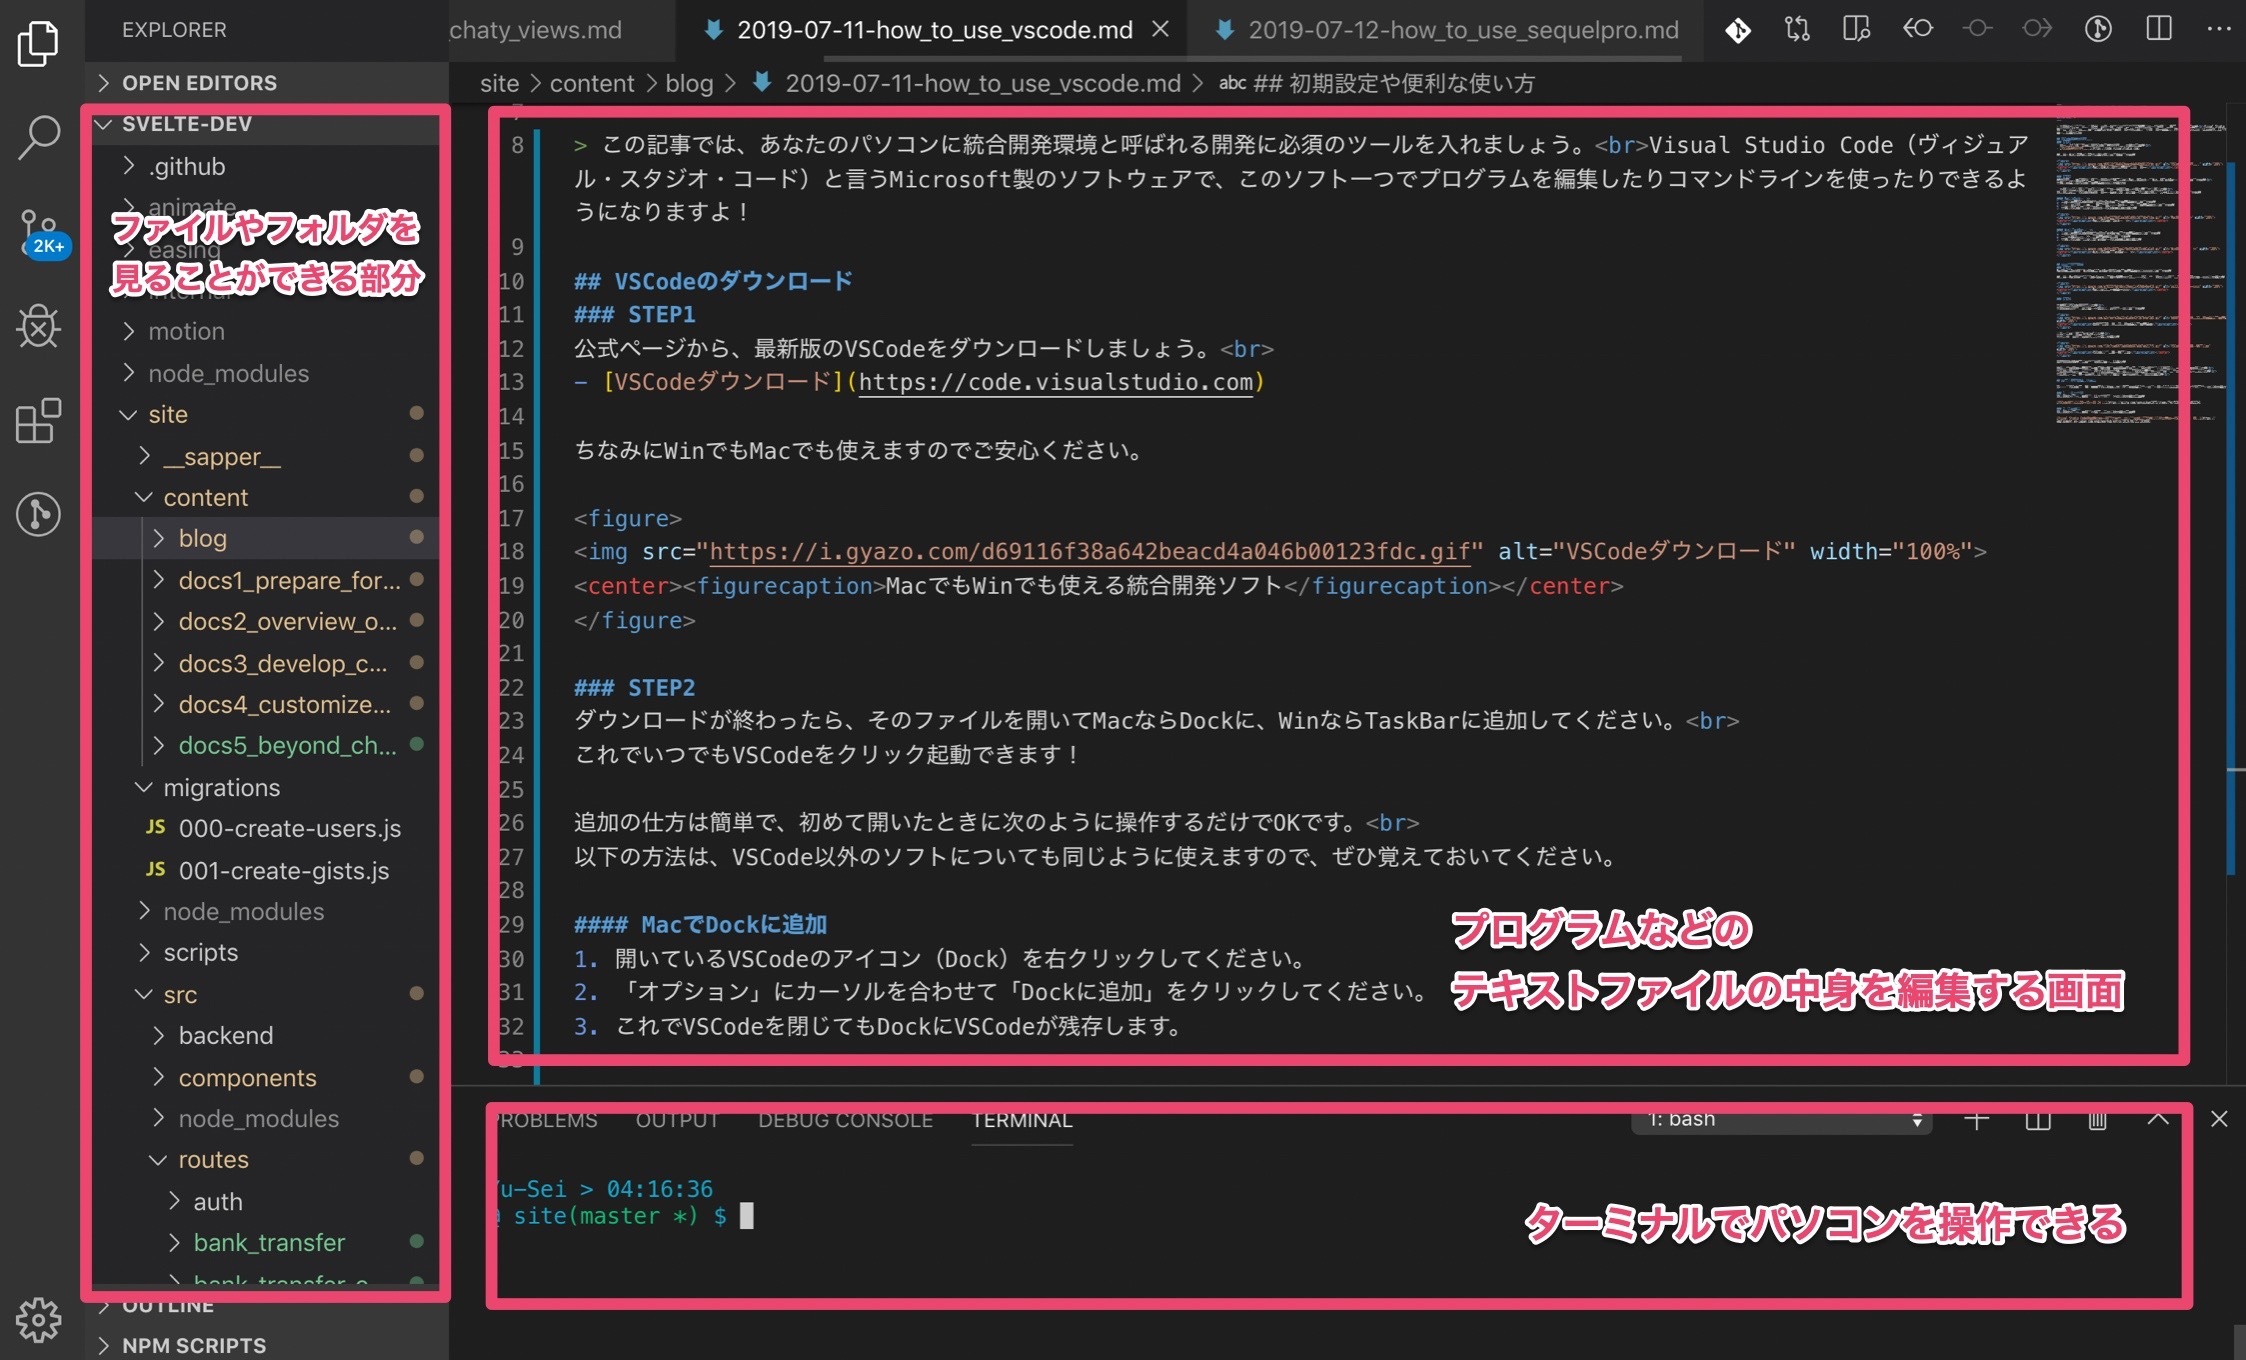 EXPLORER
chaty_views.md
2019-07-11-how_to_use_vscode.md
2019-07-12-how_to_use_sequelpro.md
site > content > blog > 2019-07-11-how_to_use_vscode.md > abc ## 初期設定や便利な使い方
OPEN EDITORS
SVELTE-DEV
.github
animate
easing
ファイルやフォルダを
見ることができる部分
motion
node_modules
site
__sapper__
content
blog
docs1_prepare_for...
docs2_overview_o...
docs3_develop_c...
docs4_customize...
docs5_beyond_ch...
migrations
JS 000-create-users.js
JS 001-create-gists.js
node_modules
scripts
src
backend
components
node_modules
routes
auth
bank_transfer
OUTLINE
NPM SCRIPTS
2K+
8 > この記事では、あなたのパソコンに統合開発環境と呼ばれる開発に必須のツールを入れましょう。<br>Visual Studio Code（ヴィジュア
ル・スタジオ・コード）と言うMicrosoft製のソフトウェアで、このソフト一つでプログラムを編集したりコマンドラインを使ったりできるよ
うになりますよ！
9
10 ## VSCodeのダウンロード
11 ### STEP1
12 公式ページから、最新版のVSCodeをダウンロードしましょう。<br>
13 - [VSCodeダウンロード](https://code.visualstudio.com)
14
15 ちなみにWinでもMacでも使えますのでご安心ください。
16
17 <figure>
18 <img src="https://i.gyazo.com/d69116f38a642beacd4a046b00123fdc.gif" alt="VSCodeダウンロード" width="100%">
19 <center><figurecaption>MacでもWinでも使える統合開発ソフト</figurecaption></center>
20 </figure>
21
22 ### STEP2
23 ダウンロードが終わったら、そのファイルを開いてMacならDockに、WinならTaskBarに追加してください。<br>
24 これでいつでもVSCodeをクリック起動できます！
25
26 追加の仕方は簡単で、初めて開いたときに次のように操作するだけでOKです。<br>
27 以下の方法は、VSCode以外のソフトについても同じように使えますので、ぜひ覚えておいてください。
28
29 #### MacでDockに追加
30 1. 開いているVSCodeのアイコン（Dock）を右クリックしてください。
31 2. 「オプション」にカーソルを合わせて「Dockに追加」をクリックしてください。
32 3. これでVSCodeを閉じてもDockにVSCodeが残存します。
33
プログラムなどの
テキストファイルの中身を編集する画面
PROBLEMS OUTPUT DEBUG CONSOLE TERMINAL
1: bash
Yu-Sei > 04:16:36
@ site(master *) $
ターミナルでパソコンを操作できる